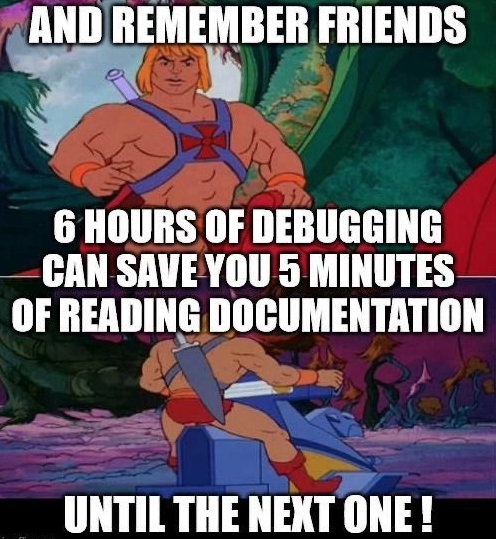 AND REMEMBER FRIENDS
6 HOURS OF DEBUGGING
CAN SAVE YOU 5 MINUTES
OF READING DOCUMENTATION
UNTIL THE NEXT ONE !